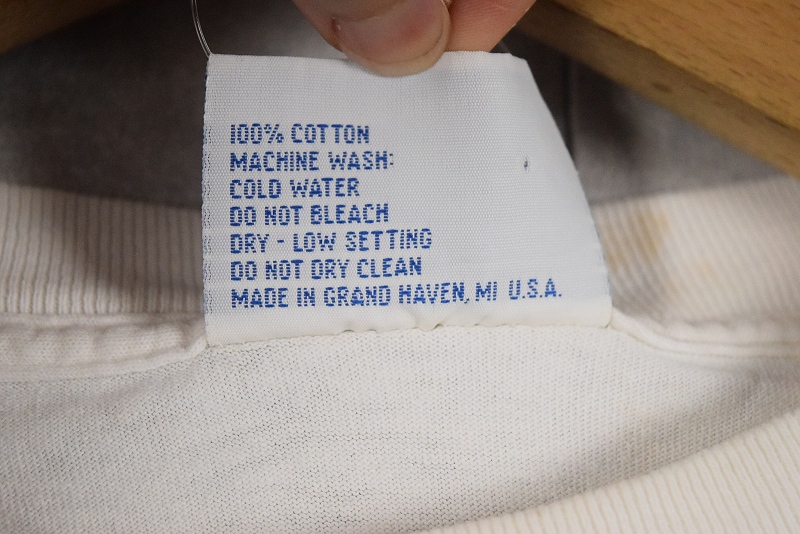 100% COTTON
MACHINE WASH:
COLD WATER
DO NOT BLEACH
DRY - LOW SETTING
DO NOT DRY CLEAN
MADE IN GRAND HAVEN, MI U.S.A.